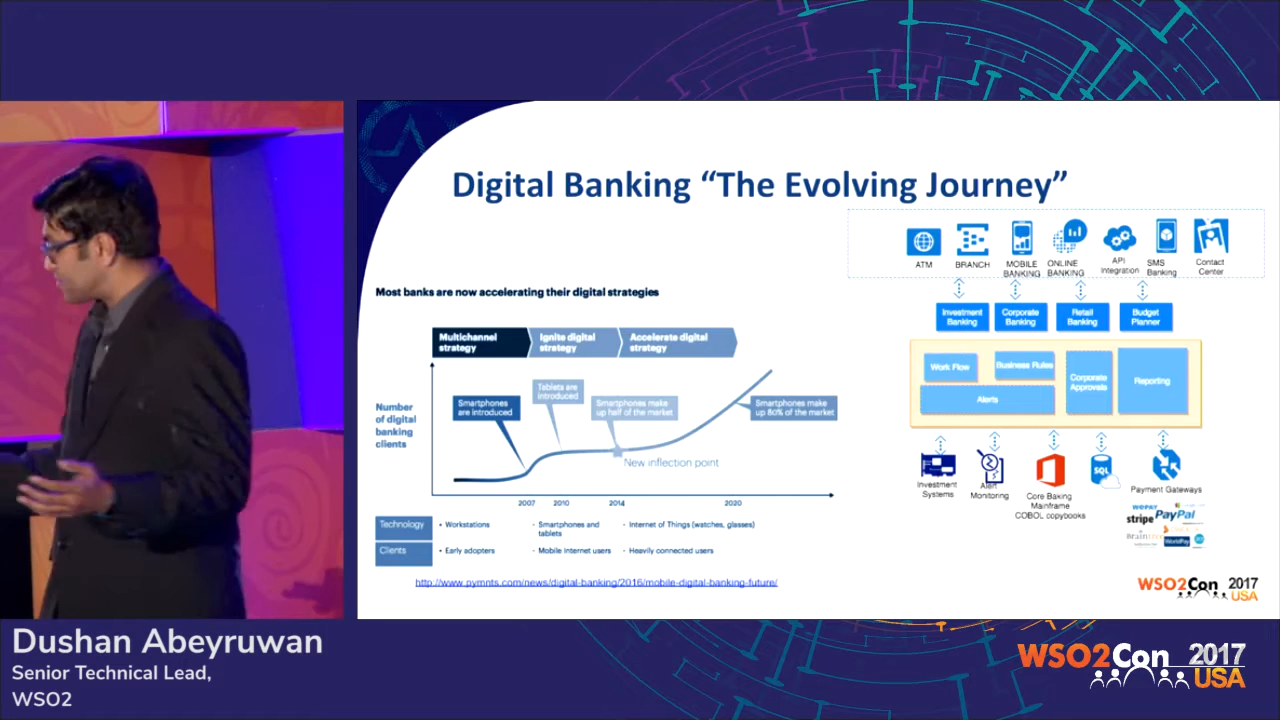 Digital Banking “The Evolving Journey”
ATM
BRANCH
MOBILE
BANKING
ONLINE
BANKING
API
Integration
SMS
Banking
Contact
Center
Most banks are now accelerating their digital strategies
Investment
Banking
Corporate
Banking
Retail
Banking
Budget
Planner
Multichannel
strategy
Ignite digital
strategy
Accelerate digital
strategy
Work Flow
Business Rules
Corporate
Approvals
Reporting
Alerts
Number
of digital
banking
clients
Smartphones
are introduced
Tablets are
introduced
Smartphones make
up half of the market
Smartphones make
up 80% of the market
New inflection point
2007
2010
2014
2020
Investment
Systems
Alert
Monitoring
Core Baking
Mainframe
COBOL copybooks
SQL
Payment Gateways
WEPAY
stripe PayPal
WorldPay
Technology
• Workstations
- Smartphones and
tablets
- Internet of Things (watches, glasses)
Clients
• Early adopters
- Mobile Internet users
- Heavily connected users
http://www.pymnts.com/news/digital-banking/2016/mobile-digital-banking-future/
WSO2Con 2017
USA
Dushan Abeyruwan
Senior Technical Lead,
WSO2
WSO2Con 2017
USA